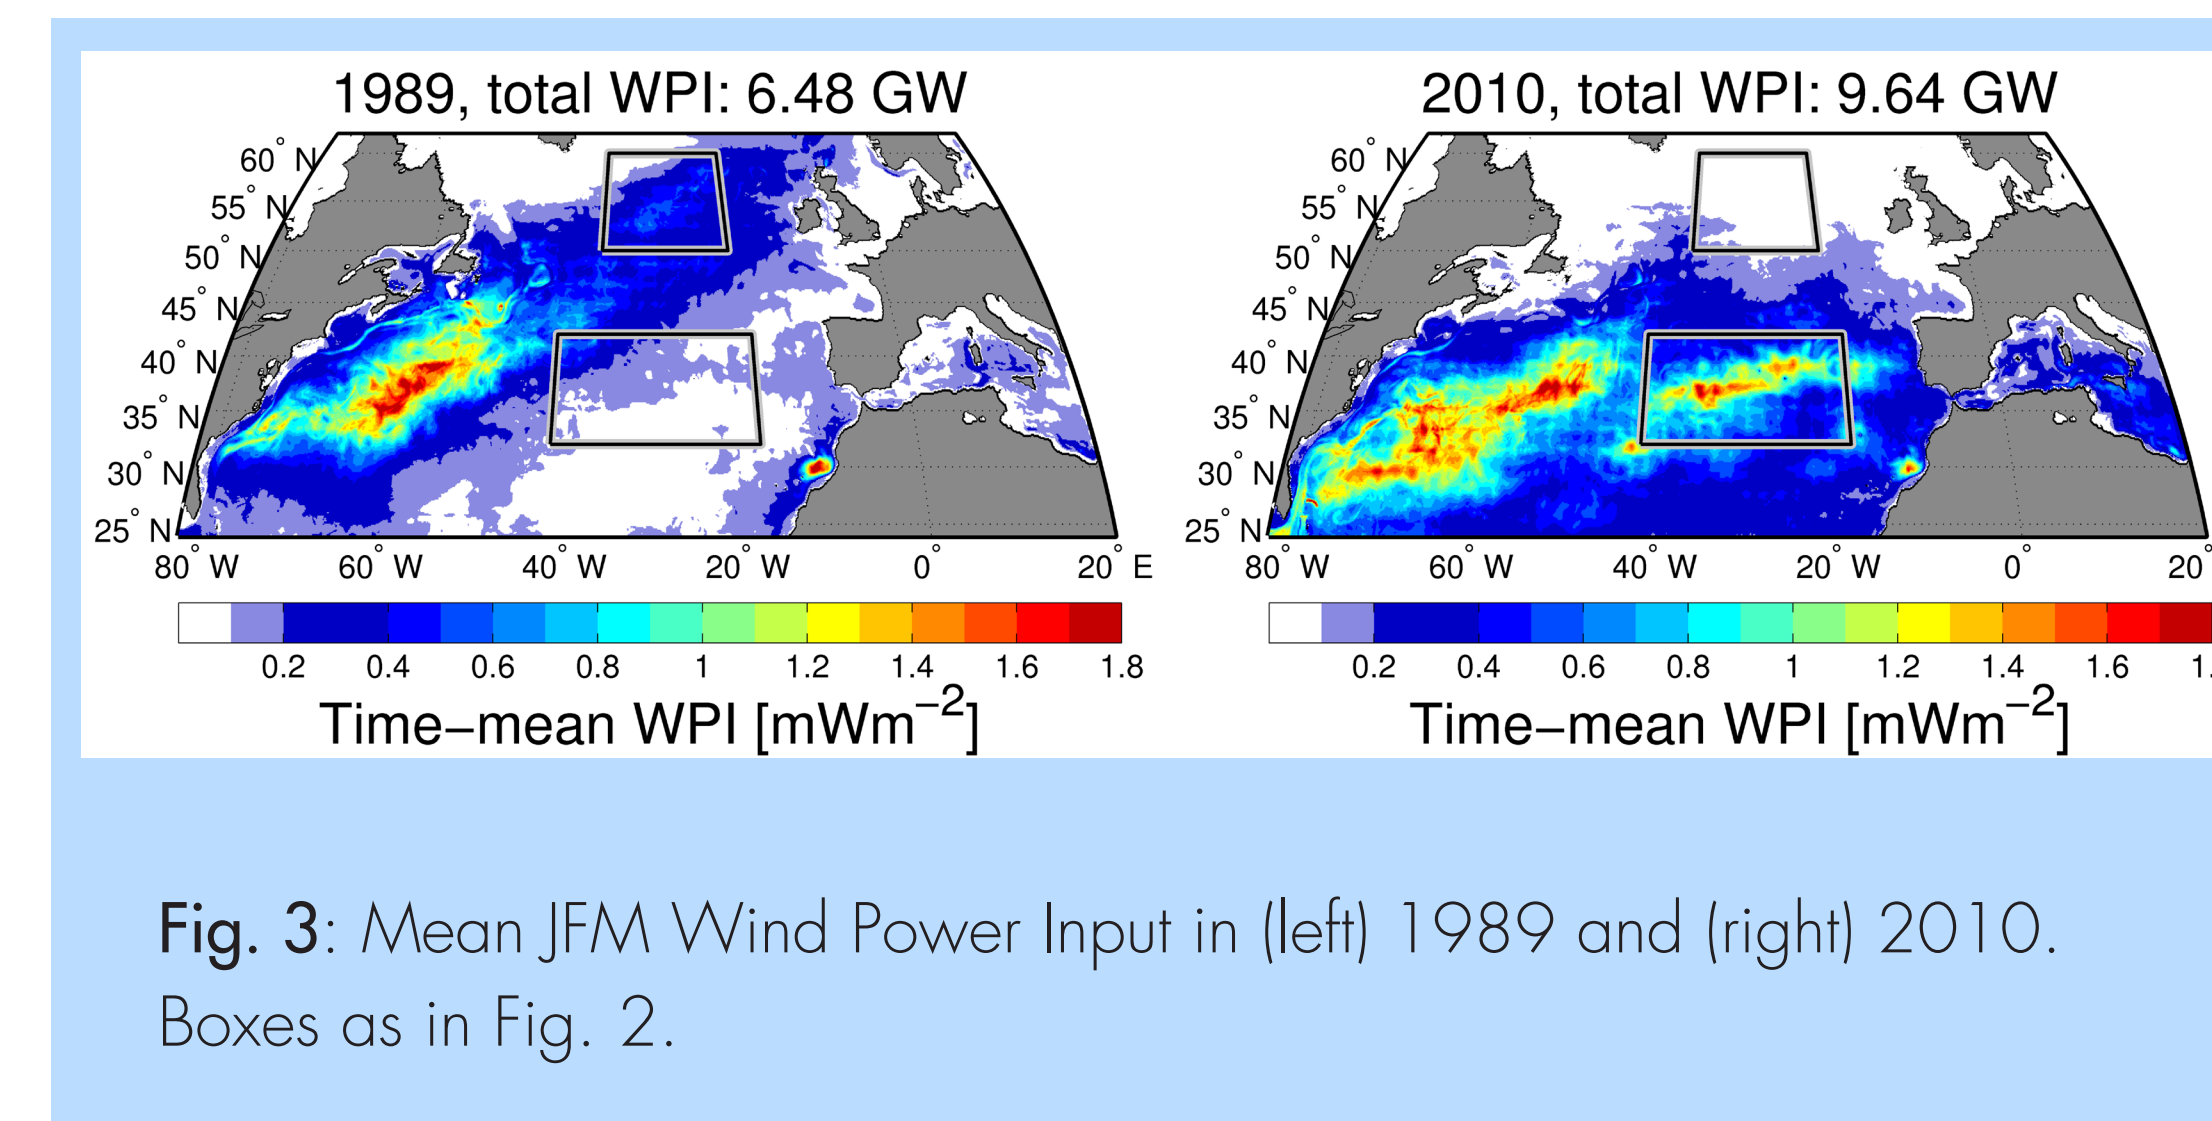 1989, total WPI: 6.48 GW
60° N
55° N
50° N
45° N
40° N
35° N
30° N
25° N
80° W 60° W 40° W 20° W 0° 20° E
0.2 0.4 0.6 0.8 1 1.2 1.4 1.6 1.8
Time−mean WPI [mWm−2]
2010, total WPI: 9.64 GW
60° N
55° N
50° N
45° N
40° N
35° N
30° N
25° N
80° W 60° W 40° W 20° W 0° 20°
0.2 0.4 0.6 0.8 1 1.2 1.4 1.6 1.
Time−mean WPI [mWm−2]
Fig. 3: Mean JFM Wind Power Input in (left) 1989 and (right) 2010.
Boxes as in Fig. 2.